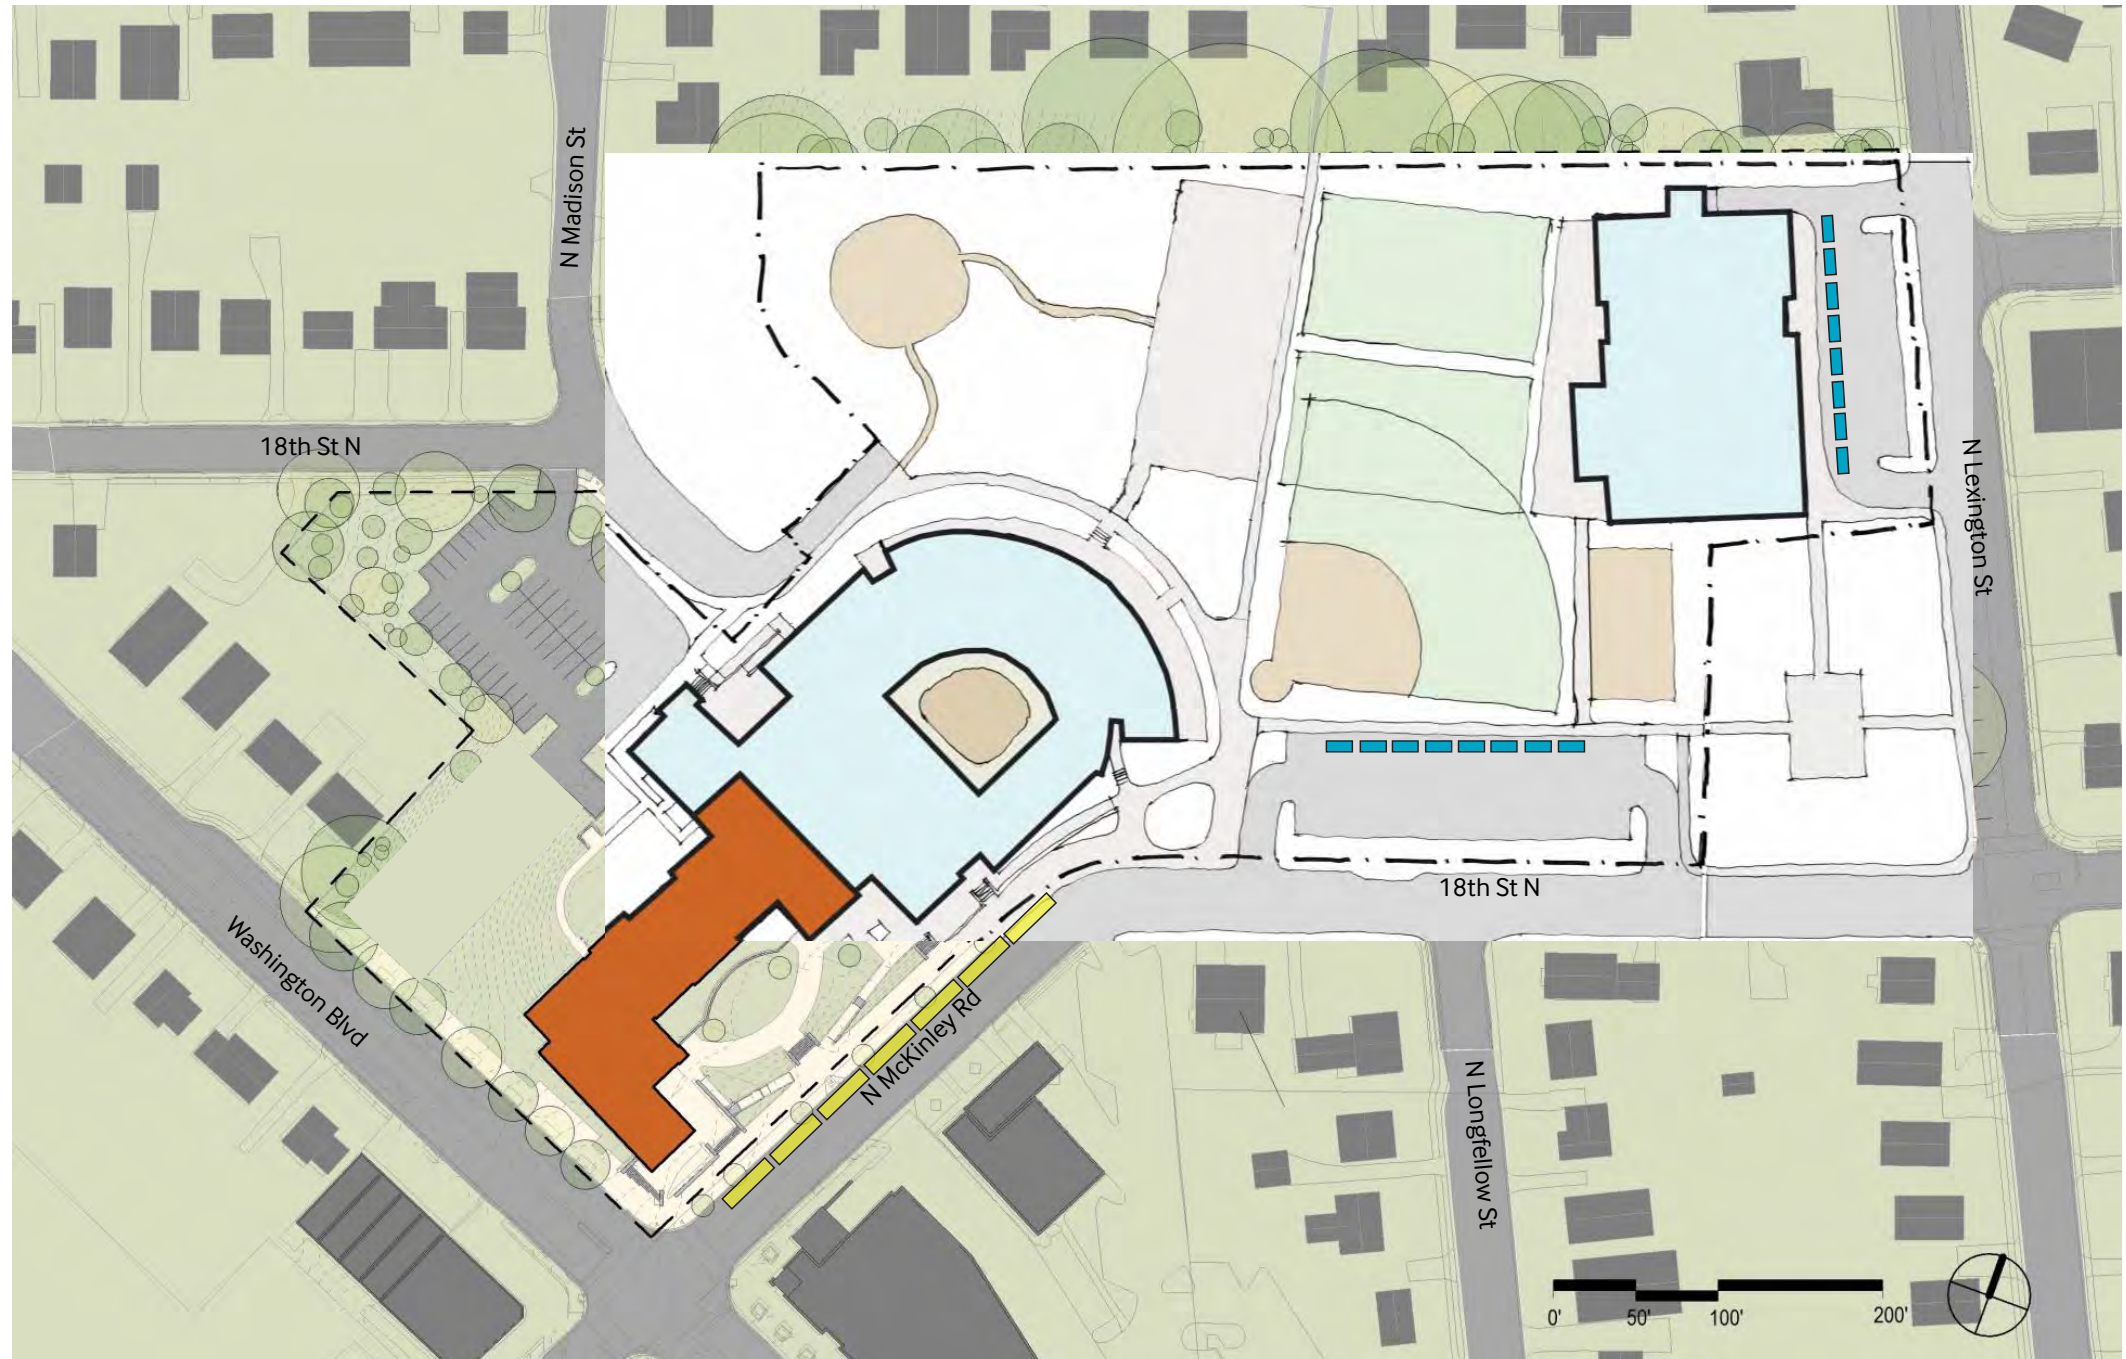 N Madison St
18th St N
N Lexington St
18th St N
Washington Blvd
N McKinley Rd
N Longfellow St
0' 50' 100' 200'